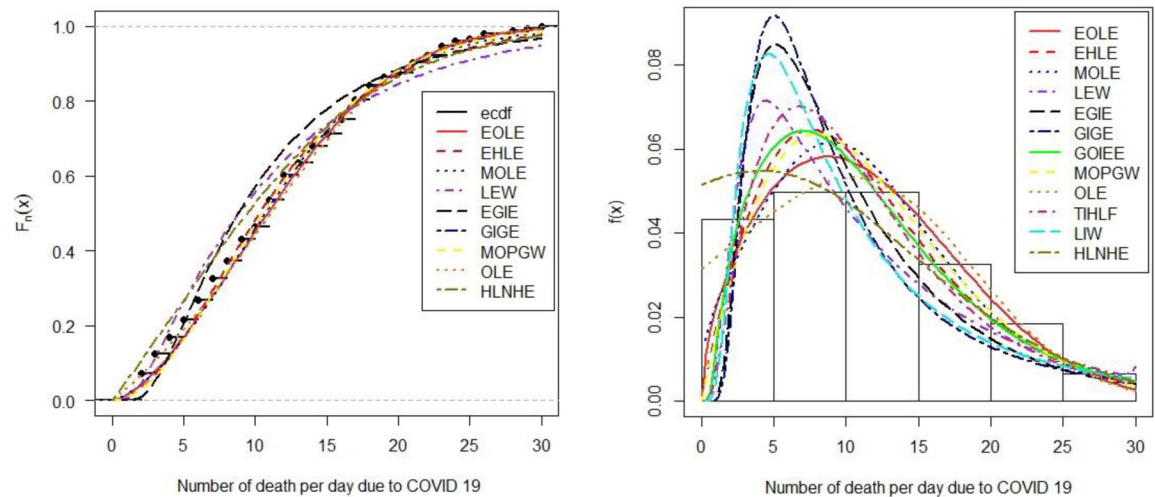 1.0
0.8
0.6
0.4
0.2
0.0
Fn(x)
0
5
10
15
20
25
30
Number of death per day due to COVID 19
ecdf
EOLE
EHLE
MOLE
LEW
EGIE
GIGE
MOPGW
OLE
HLNHE
0.08
0.06
0.04
0.02
0.00
f(x)
0
5
10
15
20
25
30
Number of death per day due to COVID 19
EOLE
EHLE
MOLE
LEW
EGIE
GIGE
GOIEE
MOPGW
OLE
TIHLF
LIW
HLNHE